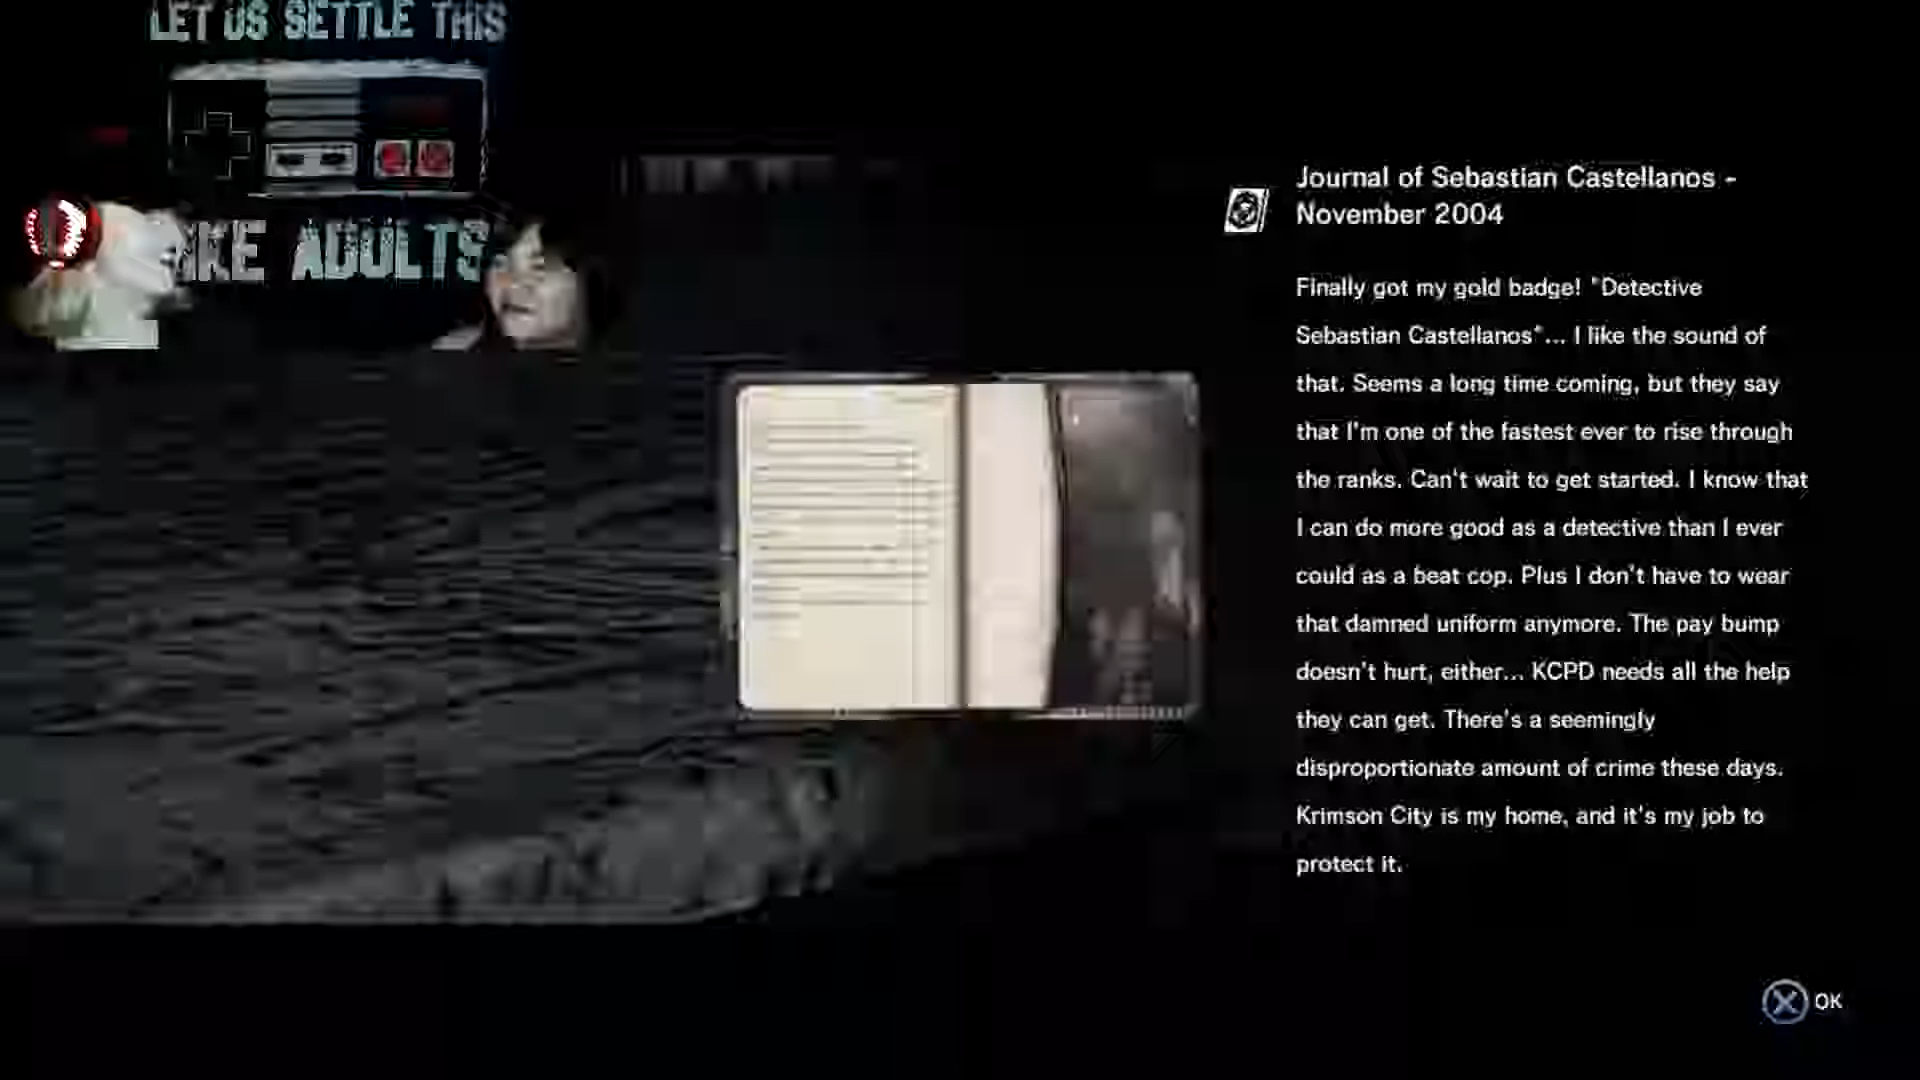 LET US SETTLE THIS
IKE ADULTS
Journal of Sebastian Castellanos -
November 2004
Finally got my gold badge! "Detective
Sebastian Castellanos"... I like the sound of
that. Seems a long time coming, but they say
that I'm one of the fastest ever to rise through
the ranks. Can't wait to get started. I know that
I can do more good as a detective than I ever
could as a beat cop. Plus I don't have to wear
that damned uniform anymore. The pay bump
doesn't hurt, either... KCPD needs all the help
they can get. There's a seemingly
disproportionate amount of crime these days.
Krimson City is my home, and it's my job to
protect it.
OK